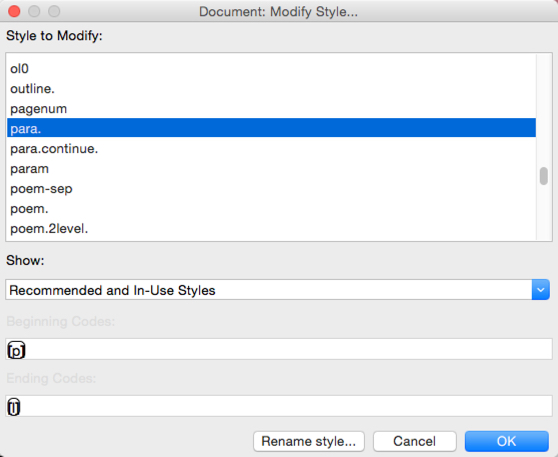 Document: Modify Style...
Style to Modify:
ol0
outline.
pagenum
para.
para.continue.
param
poem-sep
poem.
poem.2level.
Show:
Recommended and In-Use Styles
Beginning Codes:
[p]
Ending Codes:
[l]
Rename style...
Cancel
OK